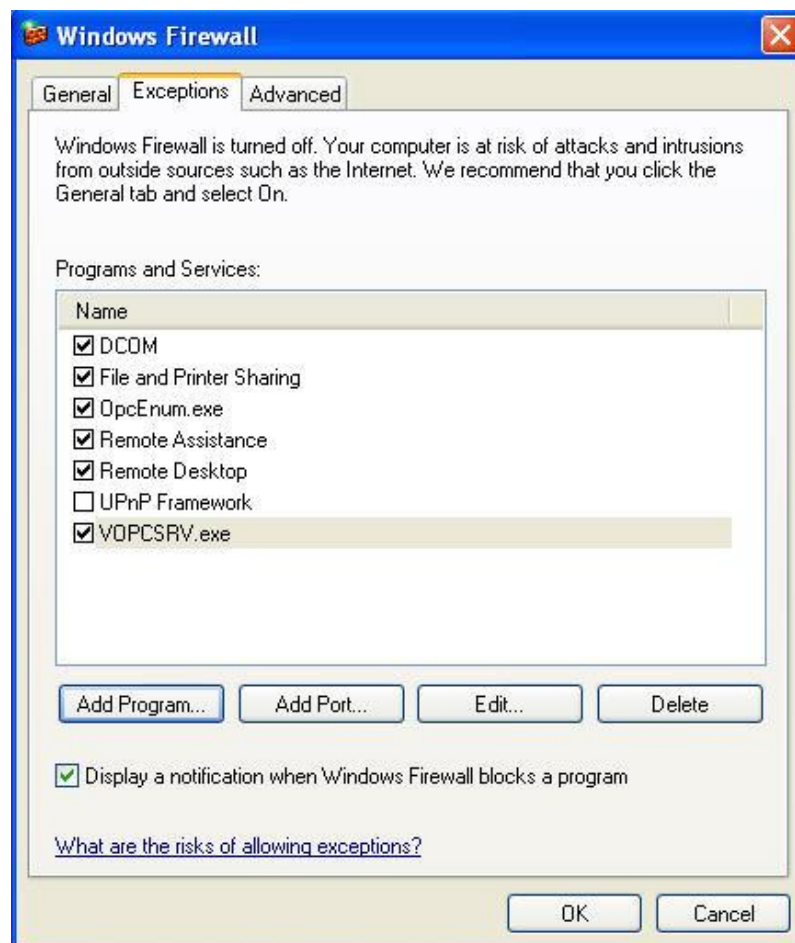 Windows Firewall
General Exceptions Advanced
Windows Firewall is turned off. Your computer is at risk of attacks and intrusions
from outside sources such as the Internet. We recommend that you click the
General tab and select On.
Programs and Services:
Name
DCOM
File and Printer Sharing
OpcEnum.exe
Remote Assistance
Remote Desktop
UPnP Framework
VOPCSRV.exe
Add Program... Add Port... Edit... Delete
Display a notification when Windows Firewall blocks a program
What are the risks of allowing exceptions?
OK Cancel